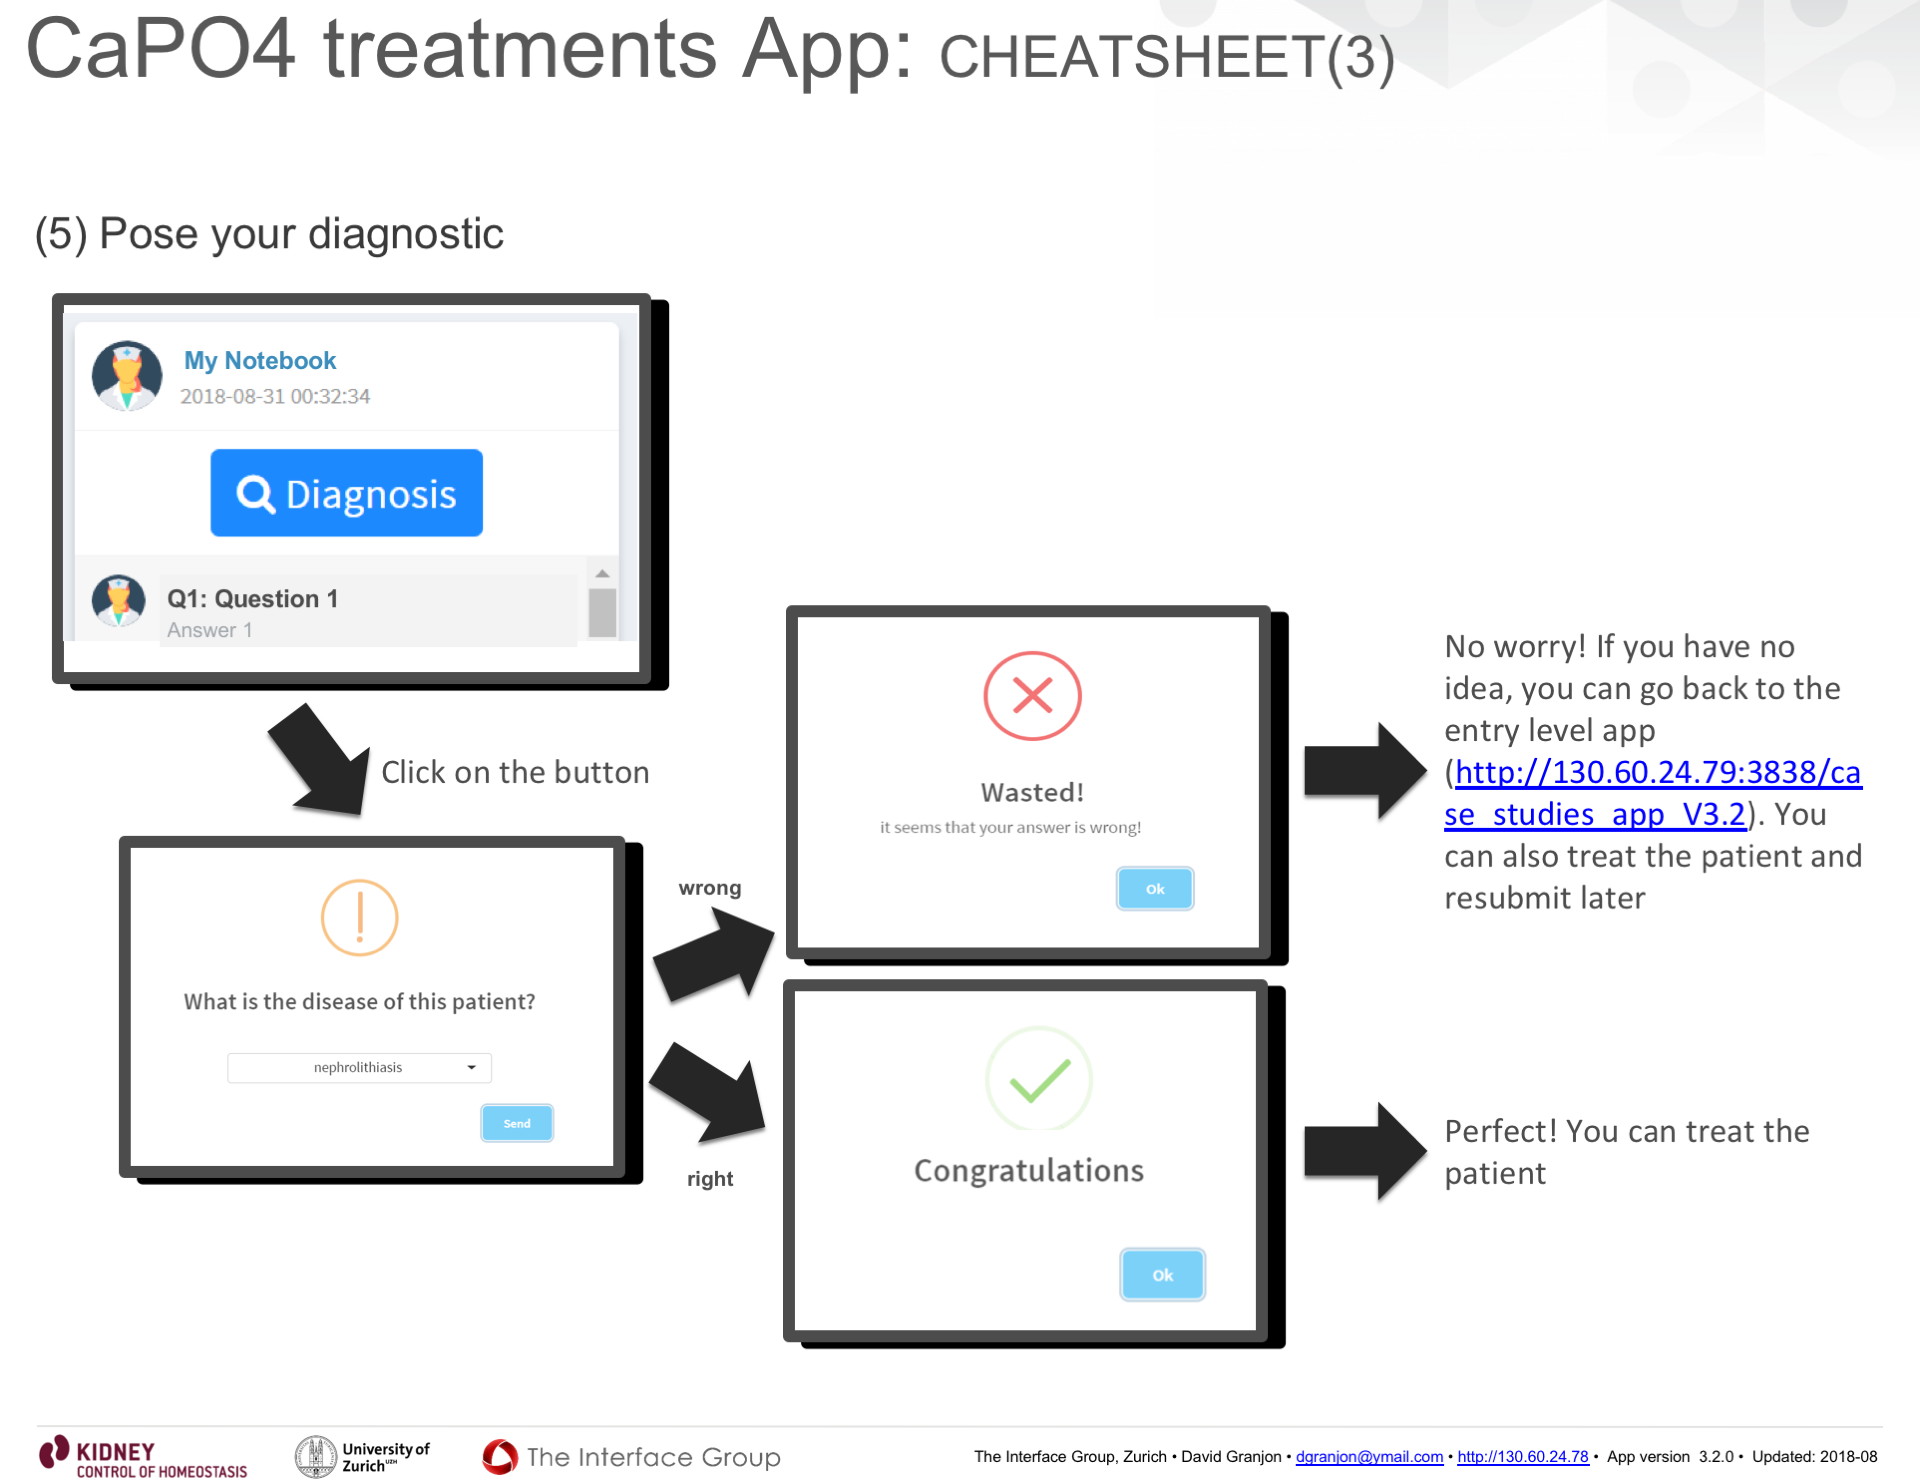 CaPO4 treatments App: CHEATSHEET(3)
(5) Pose your diagnostic
My Notebook
2018-08-31 00:32:34
Diagnosis
Q1: Question 1
Answer 1
Click on the button
What is the disease of this patient?
nephrolithiasis
Send
wrong
right
Wasted!
it seems that your answer is wrong!
Ok
Congratulations
Ok
No worry! If you have no
idea, you can go back to the
entry level app
(http://130.60.24.79:3838/ca
se_studies_app_V3.2). You
can also treat the patient and
resubmit later
Perfect! You can treat the
patient
KIDNEY
CONTROL OF HOMEOSTASIS
University of
Zurich UZH
The Interface Group
The Interface Group, Zurich • David Granjon • dgranjon@ymail.com • http://130.60.24.78 • App version 3.2.0 • Updated: 2018-08